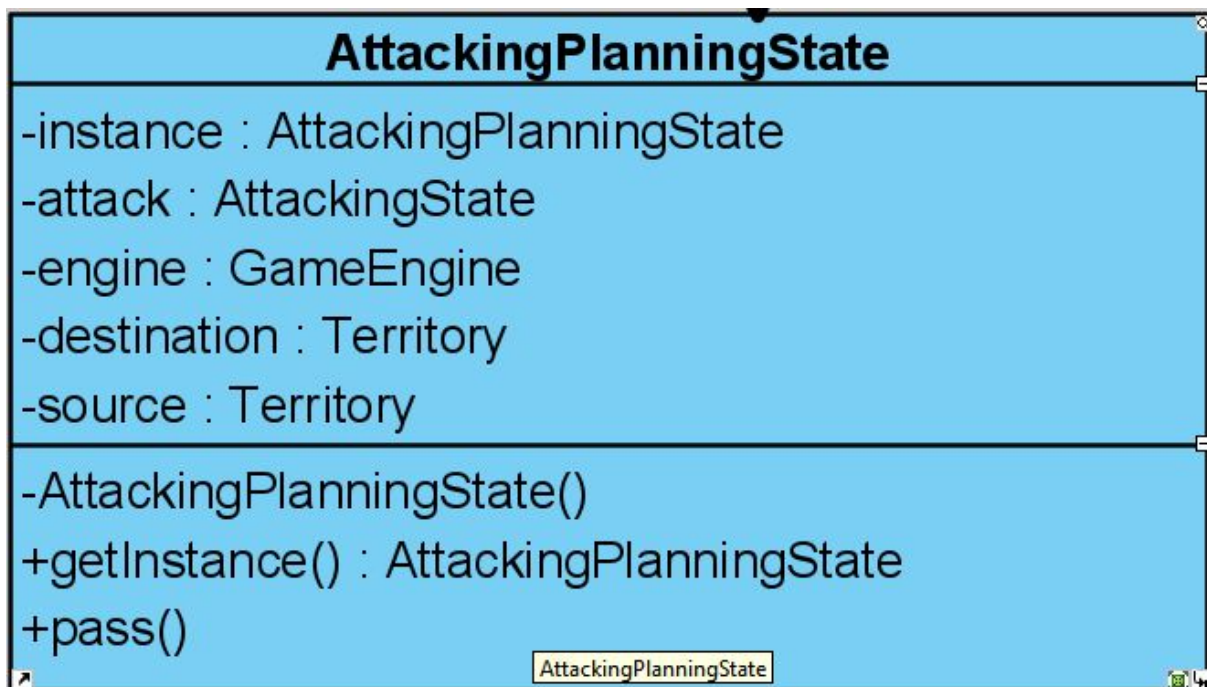 AttackingPlanningState
-instance : AttackingPlanningState
-attack : AttackingState
-engine : GameEngine
-destination : Territory
-source : Territory
-AttackingPlanningState()
+getInstance() : AttackingPlanningState
+pass()
AttackingPlanningState